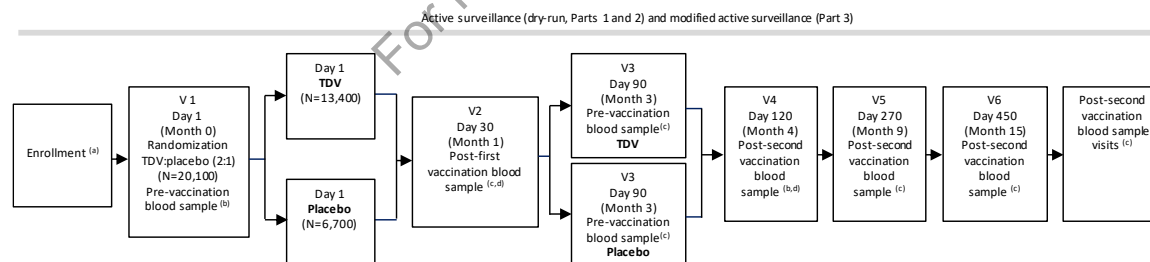 Active surveillance (dry-run, Parts 1 and 2) and modified active surveillance (Part 3)
Enrollment (a)
V 1
Day 1
(Month 0)
Randomization
TDV:placebo (2:1)
(N=20,100)
Pre-vaccination
blood sample (b)
Day 1
TDV
(N=13,400)
Day 1
Placebo
(N=6,700)
V2
Day 30
(Month 1)
Post-first
vaccination blood
sample (c,d)
V3
Day 90
(Month 3)
Pre-vaccination
blood sample(c)
TDV
V3
Day 90
(Month 3)
Pre-vaccination
blood sample(c)
Placebo
V4
Day 120
(Month 4)
Post-second
vaccination
blood
sample (b,d)
V5
Day 270
(Month 9)
Post-second
vaccination
blood
sample (c)
V6
Day 450
(Month 15)
Post-second
vaccination
blood
sample (c)
Post-second
vaccination
blood sample
visits (c)
For